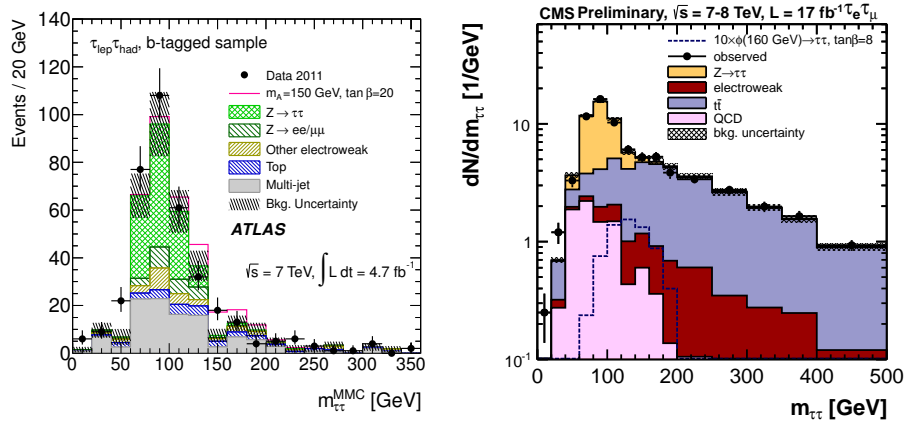 Events / 20 GeV
140
120
100
80
60
40
20
0
τlepτhad, b-tagged sample
Data 2011
mA=150 GeV, tan β=20
Z → ττ
Z → ee/μμ
Other electroweak
Top
Multi-jet
Bkg. Uncertainty
ATLAS
√s = 7 TeV, ∫ L dt = 4.7 fb⁻¹
0 50 100 150 200 250 300 350
mττ^MMC [GeV]
CMS Preliminary, √s = 7-8 TeV, L = 17 fb⁻¹ τeτμ
10×ϕ(160 GeV)→ττ, tanβ=8
observed
Z→ττ
electroweak
tt̄
QCD
bkg. uncertainty
dN/dmττ [1/GeV]
10
1
10⁻¹
0 100 200 300 400 500
mττ [GeV]